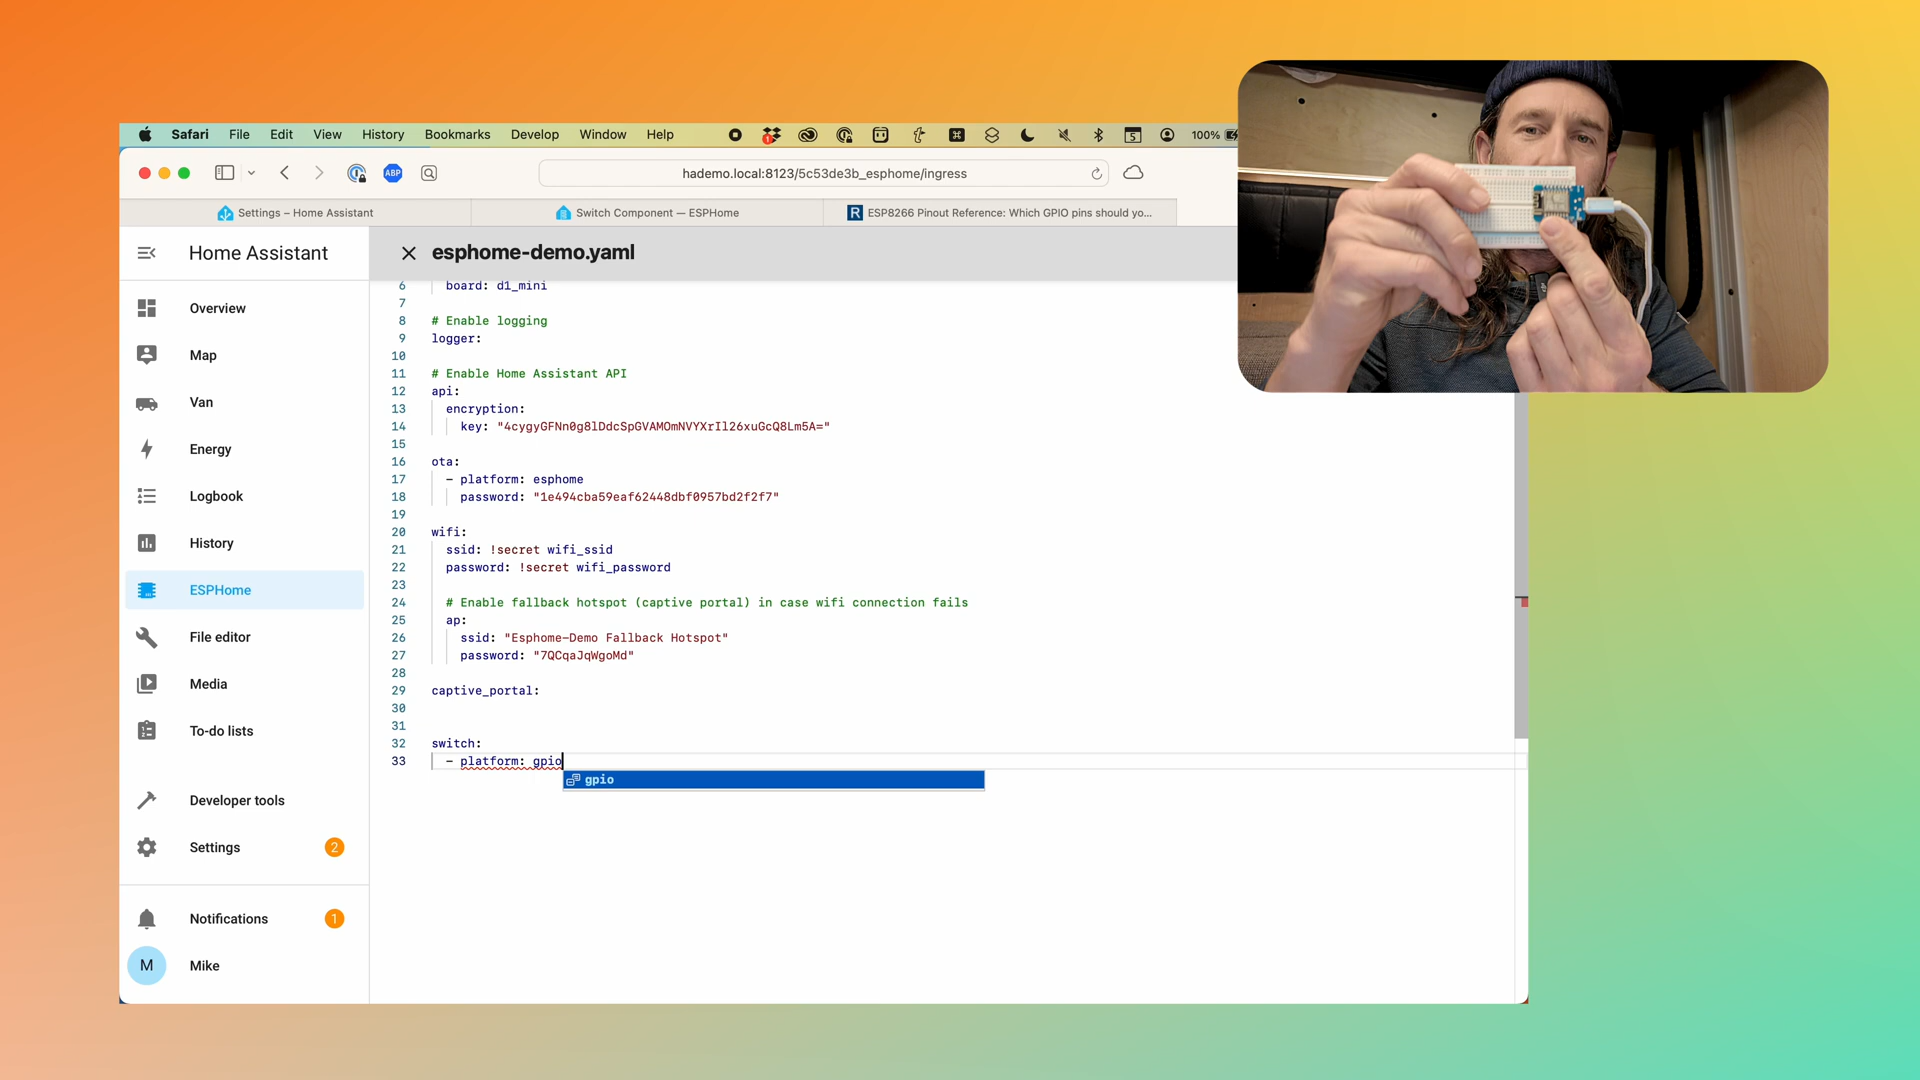 Safari File Edit View History Bookmarks Develop Window Help 1 5 100%
ABP hademo.local:8123/5c53de3b_esphome/ingress
Settings – Home Assistant
Switch Component — ESPHome
R ESP8266 Pinout Reference: Which GPIO pins should yo...
Home Assistant
Overview
Map
Van
Energy
Logbook
History
ESPHome
File editor
Media
To-do lists
Developer tools
Settings 2
Notifications 1
M Mike
esphome-demo.yaml
6 board: d1_mini
7
8 # Enable logging
9 logger:
10
11 # Enable Home Assistant API
12 api:
13 encryption:
14 key: "4cygyGFNn0g8lDdcSpGVAMOmNVYXrIl26xuGcQ8Lm5A="
15
16 ota:
17 - platform: esphome
18 password: "1e494cba59eaf62448dbf0957bd2f2f7"
19
20 wifi:
21 ssid: !secret wifi_ssid
22 password: !secret wifi_password
23
24 # Enable fallback hotspot (captive portal) in case wifi connection fails
25 ap:
26 ssid: "Esphome-Demo Fallback Hotspot"
27 password: "7QCqaJqWgoMd"
28
29 captive_portal:
30
31
32 switch:
33 - platform: gpio
gpio